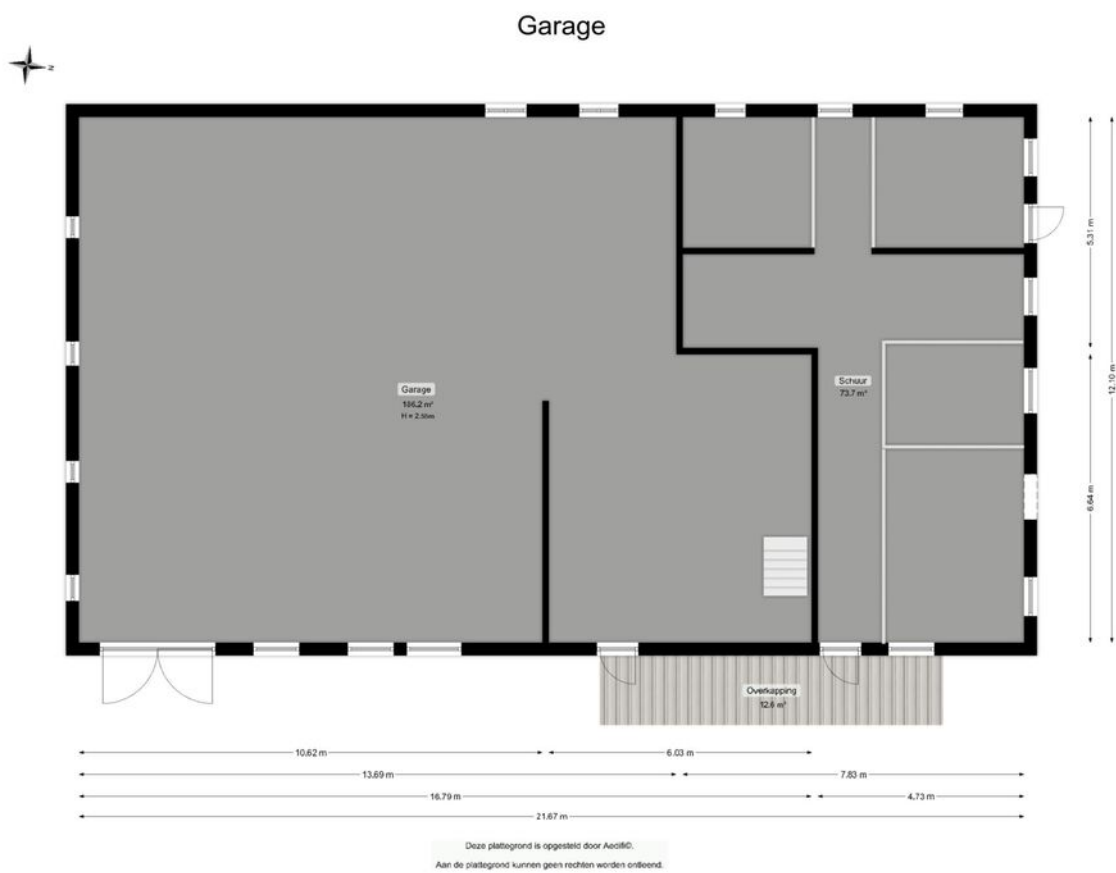 Garage
N
5.31 m
12.10 m
Garage
186.2 m²
H = 2.55m
Schuur
73.7 m²
6.64 m
Overkapping
12.6 m²
10.62 m
6.03 m
13.69 m
7.83 m
16.79 m
4.73 m
21.67 m
Deze plattegrond is opgesteld door Aedifi©.
Aan de plattegrond kunnen geen rechten worden ontleend.